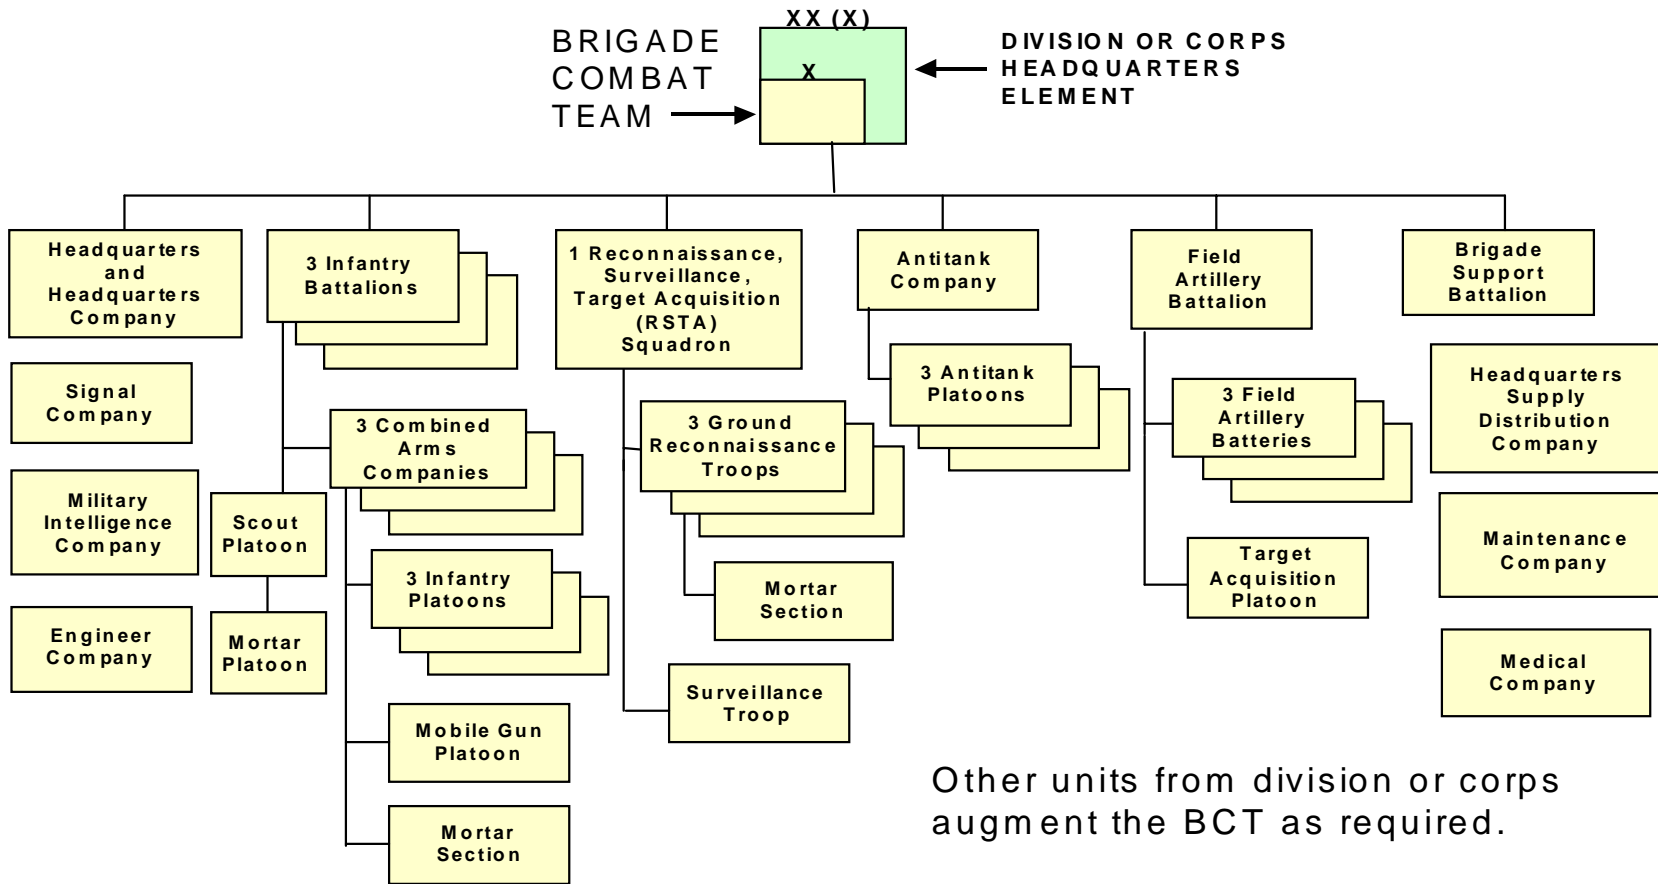 XX (X)
BRIGADE
COMBAT
TEAM
X
DIVISION OR CORPS
HEADQUARTERS
ELEMENT
Headquarters
and
Headquarters
Company
Signal
Company
Military
Intelligence
Company
Engineer
Company
3 Infantry
Battalions
3 Combined
Arms
Companies
Scout
Platoon
Mortar
Platoon
3 Infantry
Platoons
Mobile Gun
Platoon
Mortar
Section
1 Reconnaissance,
Surveillance,
Target Acquisition
(RSTA)
Squadron
3 Ground
Reconnaissance
Troops
Mortar
Section
Surveillance
Troop
Antitank
Company
3 Antitank
Platoons
Field
Artillery
Battalion
3 Field
Artillery
Batteries
Target
Acquisition
Platoon
Brigade
Support
Battalion
Headquarters
Supply
Distribution
Company
Maintenance
Company
Medical
Company
Other units from division or corps
augment the BCT as required.